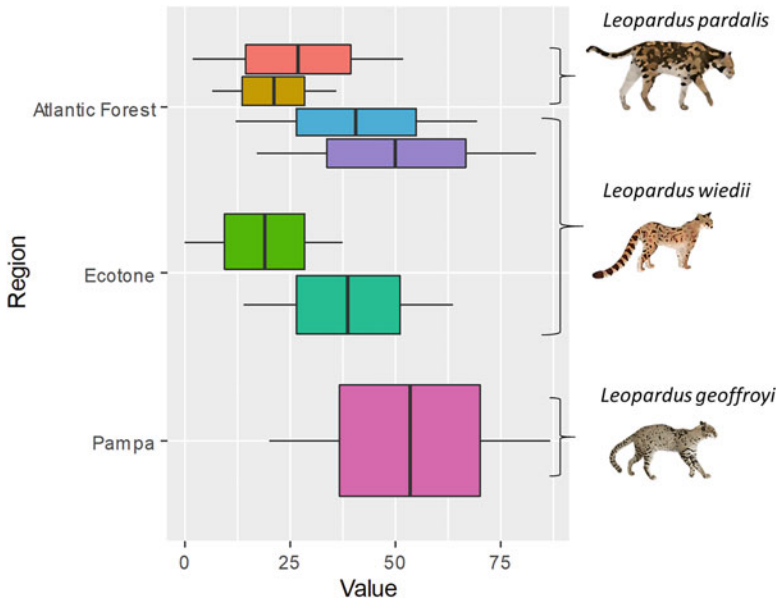 Leopardus pardalis
Atlantic Forest
Leopardus wiedii
Region
Ecotone
Leopardus geoffroyi
Pampa
0 25 50 75
Value